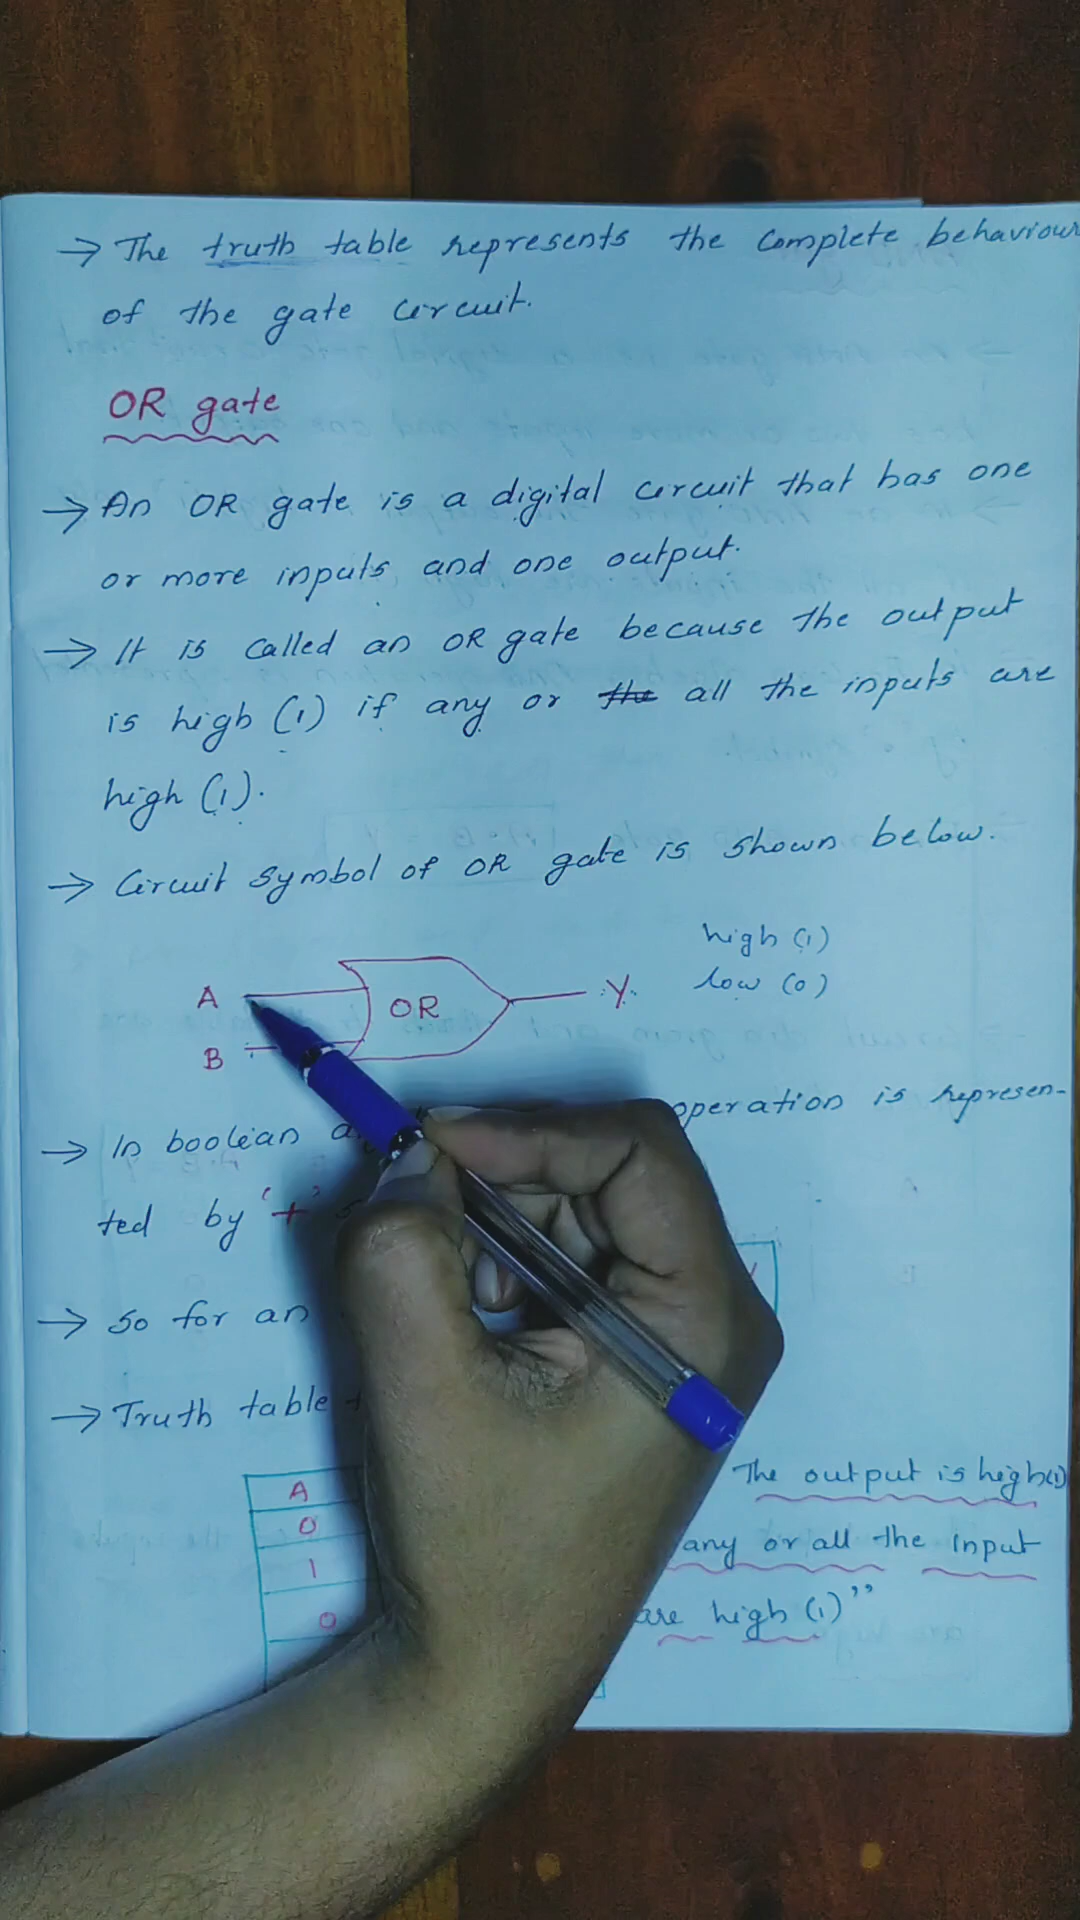 → The truth table represents the complete behaviour
of the gate circuit.
OR gate
→ An OR gate is a digital circuit that has one
or more inputs and one output.
→ It is called an OR gate because the output
is high (1) if any or the all the inputs are
high (1).
→ Circuit symbol of OR gate is shown below.
high (1)
low (0)
A
OR
Y
B
→ In boolean operation is represen-
ted by '+'
→ So for an
→ Truth table
The output is high (1)
any or all the input
are high (1)”
A
0
1
0